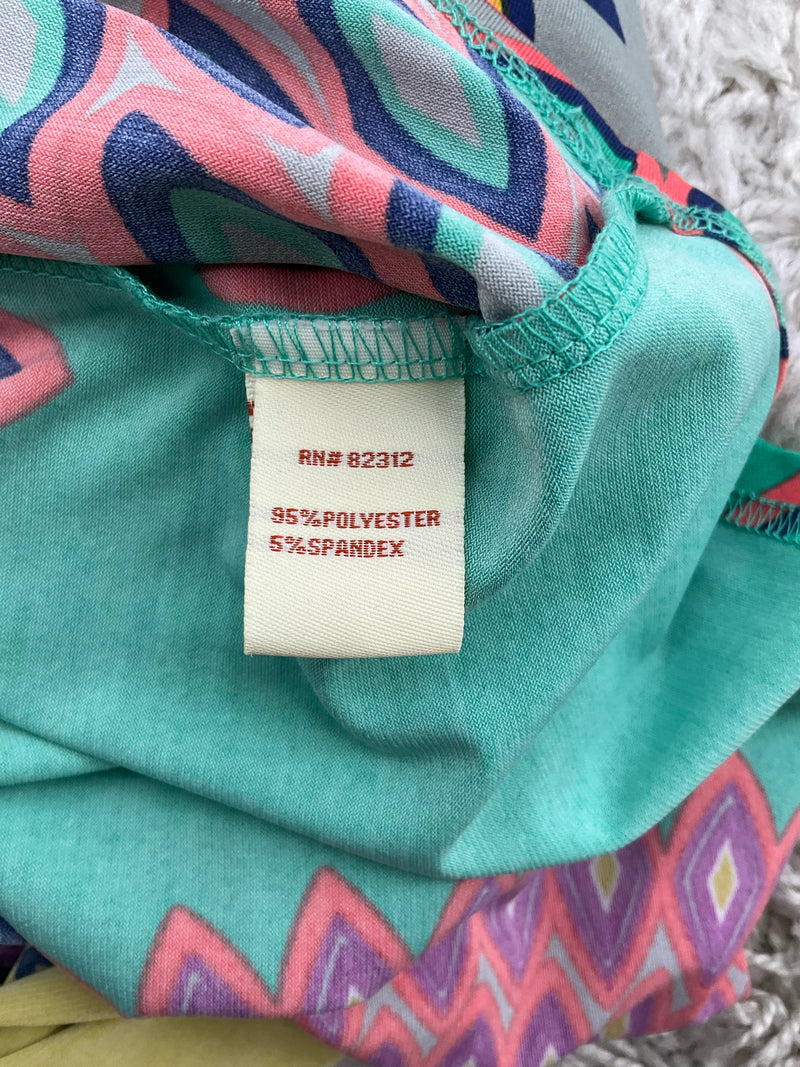 RN# 82312
95%POLYESTER
5%SPANDEX